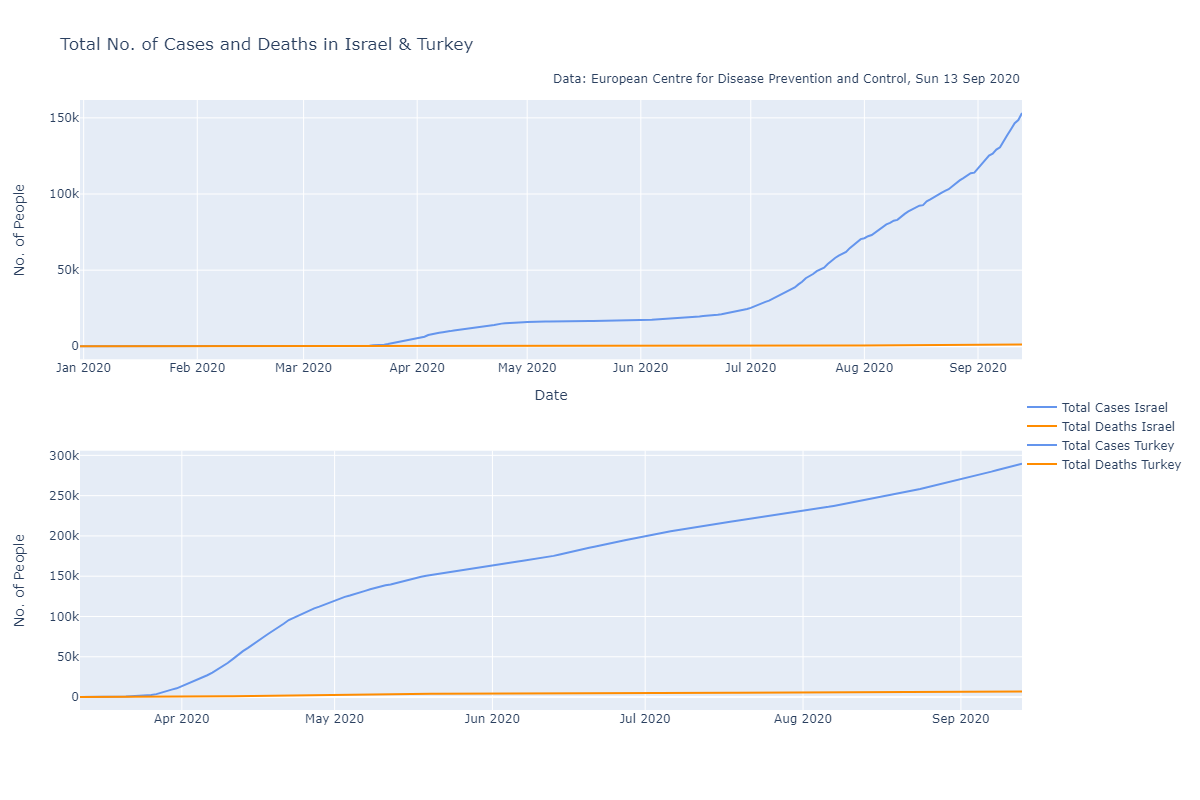 Total No. of Cases and Deaths in Israel & Turkey
Data: European Centre for Disease Prevention and Control, Sun 13 Sep 2020
No. of People
150k
100k
50k
0
Jan 2020 Feb 2020 Mar 2020 Apr 2020 May 2020 Jun 2020 Jul 2020 Aug 2020 Sep 2020
Date
Total Cases Israel
Total Deaths Israel
Total Cases Turkey
Total Deaths Turkey
No. of People
300k
250k
200k
150k
100k
50k
0
Apr 2020 May 2020 Jun 2020 Jul 2020 Aug 2020 Sep 2020